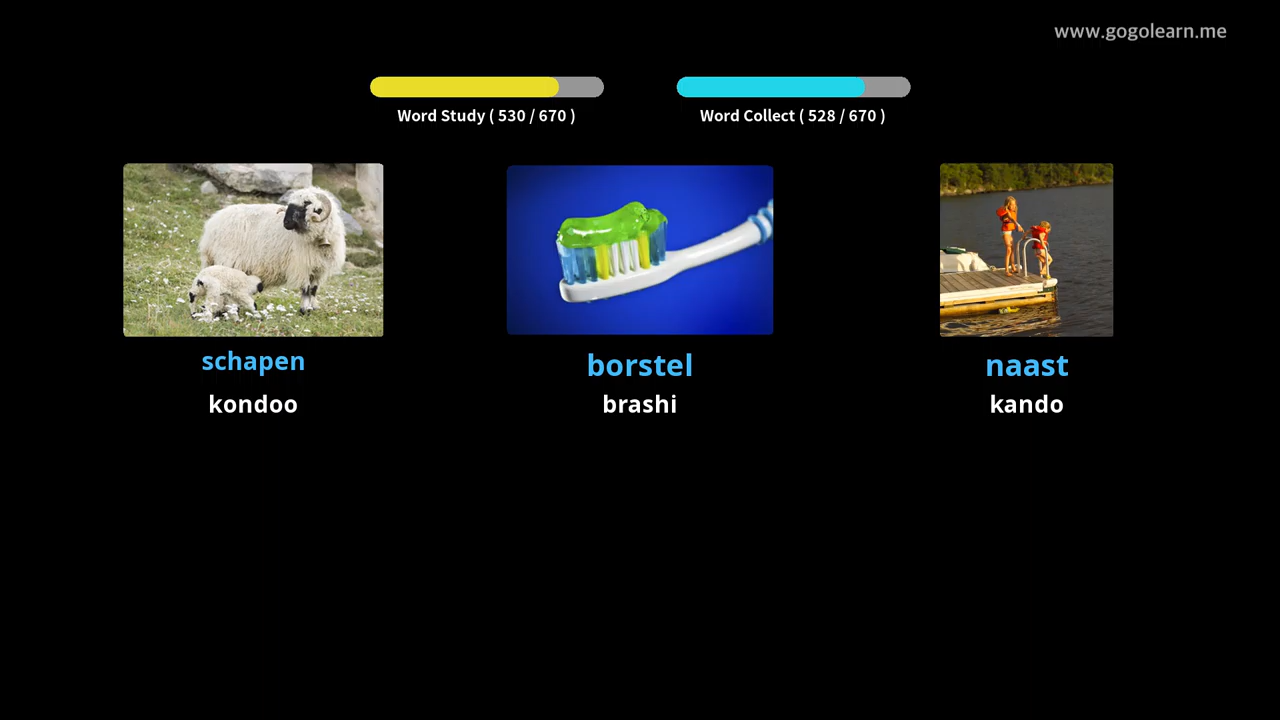 www.gogolearn.me
Word Study ( 530 / 670 )
Word Collect ( 528 / 670 )
schapen
kondoo
borstel
brashi
naast
kando